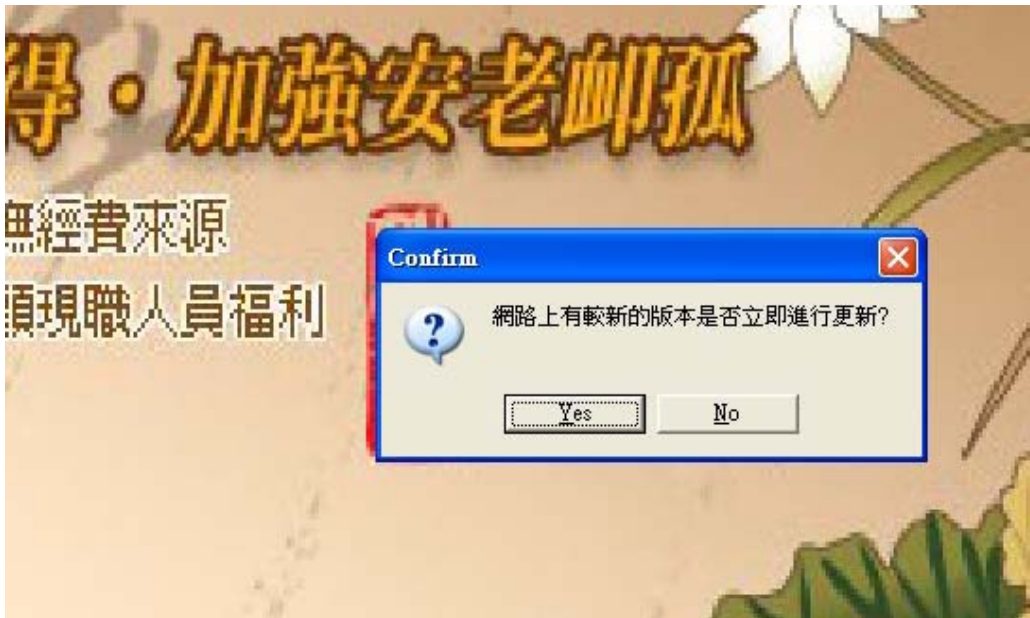 得·加強安老卹孤
無經費來源
現職人員福利
Confirm
網路上有較新的版本是否立即進行更新?
Yes
No